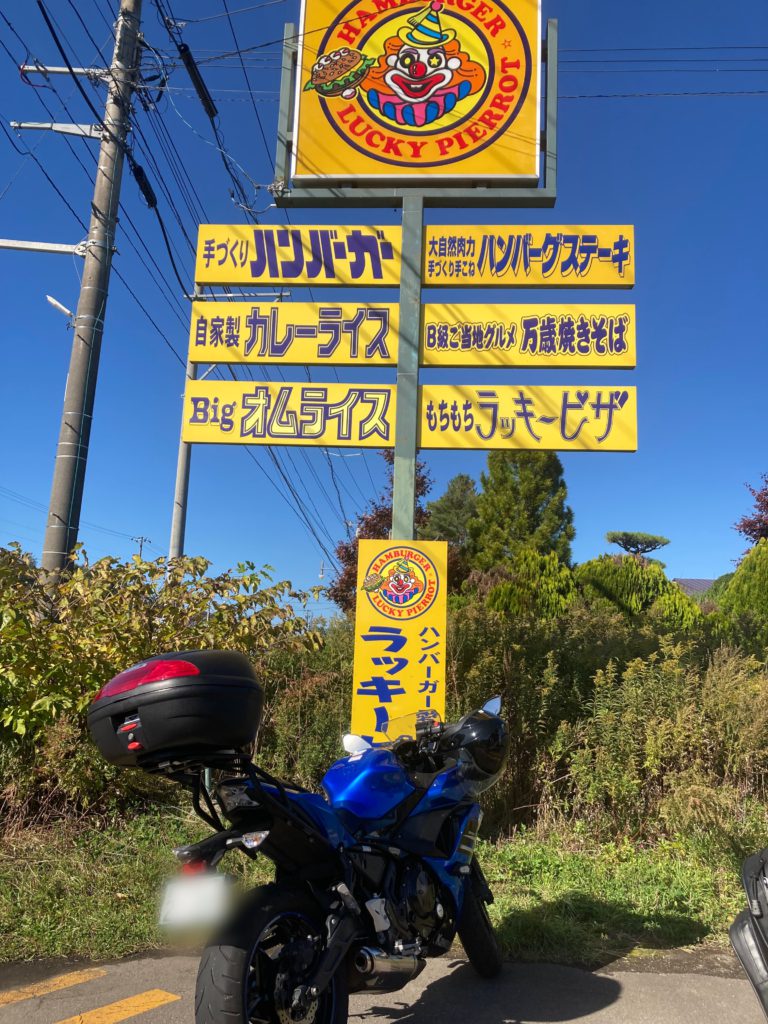 HAMBURGER
LUCKY PIERROT
手づくり ハンバーガー
大自然肉力
手づくり手こね ハンバーグステーキ
自家製 カレーライス
B級ご当地グルメ 万歳焼きそば
Big オムライス
もちもち ラッキーピザ
HAMBURGER
LUCKY PIERROT
ハンバーガー
ラッキー